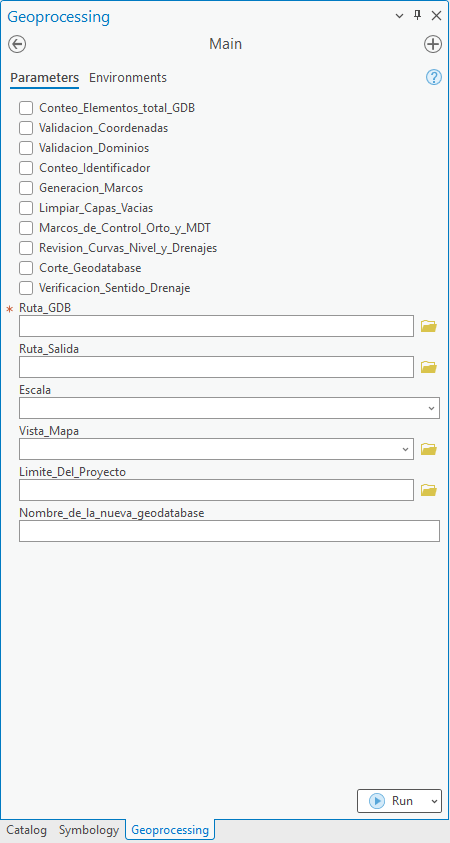 Geoprocessing
Main
Parameters Environments
Conteo_Elementos_total_GDB
Validacion_Coordenadas
Validacion_Dominios
Conteo_Identificador
Generacion_Marcos
Limpiar_Capas_Vacias
Marcos_de_Control_Orto_y_MDT
Revision_Curvas_Nivel_y_Drenajes
Corte_Geodatabase
Verificacion_Sentido_Drenaje
* Ruta_GDB
Ruta_Salida
Escala
Vista_Mapa
Limite_Del_Proyecto
Nombre_de_la_nueva_geodatabase
Run
Catalog Symbology Geoprocessing